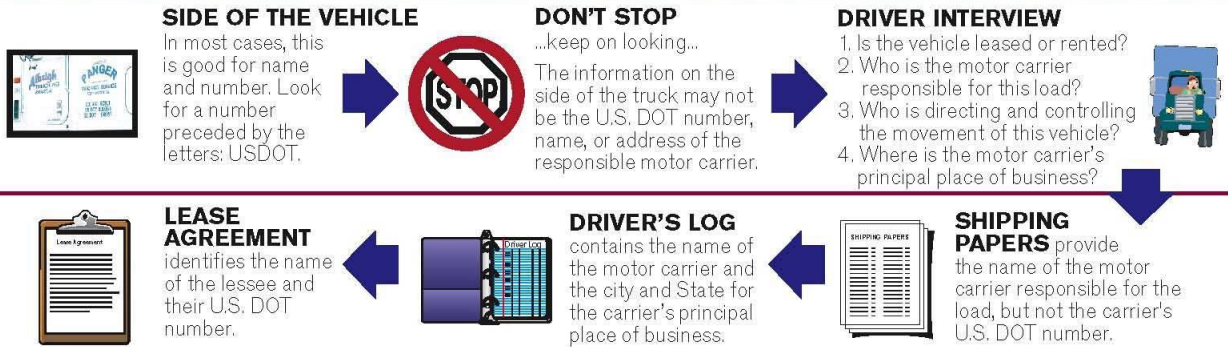 SIDE OF THE VEHICLE
In most cases, this
is good for name
and number. Look
for a number
preceded by the
letters: USDOT.
STOP
DON'T STOP
...keep on looking...
The information on the
side of the truck may not
be the U.S. DOT number,
name, or address of the
responsible motor carrier.
DRIVER INTERVIEW
1. Is the vehicle leased or rented?
2. Who is the motor carrier
responsible for this load?
3. Who is directing and controlling
the movement of this vehicle?
4. Where is the motor carrier's
principal place of business?
SHIPPING
PAPERS provide
the name of the motor
carrier responsible for the
load, but not the carrier's
U.S. DOT number.
SHIPPING PAPERS
DRIVER'S LOG
contains the name of
the motor carrier and
the city and State for
the carrier's principal
place of business.
Driver Log
LEASE
AGREEMENT
identifies the name
of the lessee and
their U.S. DOT
number.
Lease Agreement